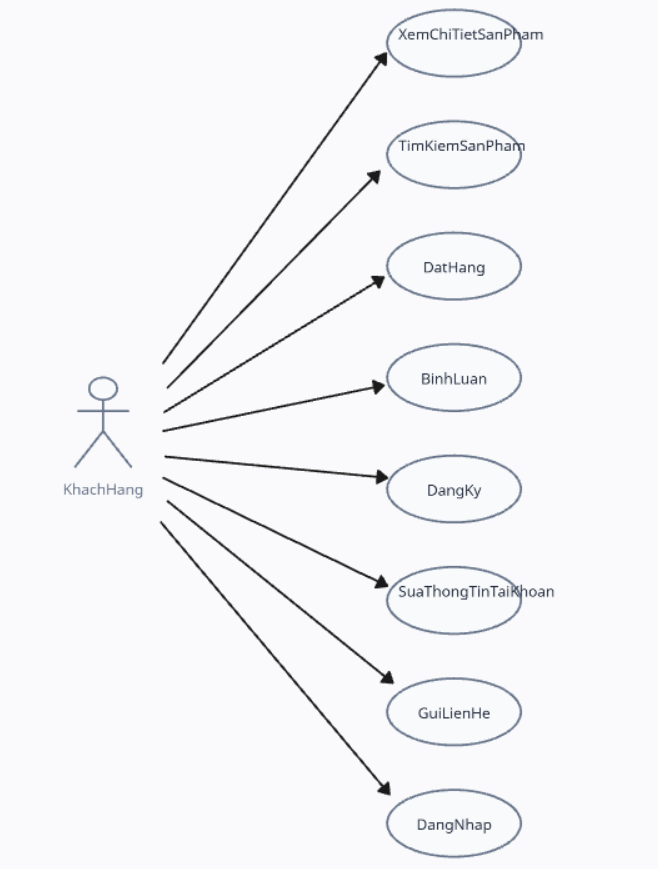 XemChiTietSanPham
TimKiemSanPham
DatHang
BinhLuan
KhachHang
DangKy
SuaThongTinTaiKhoan
GuiLienHe
DangNhap